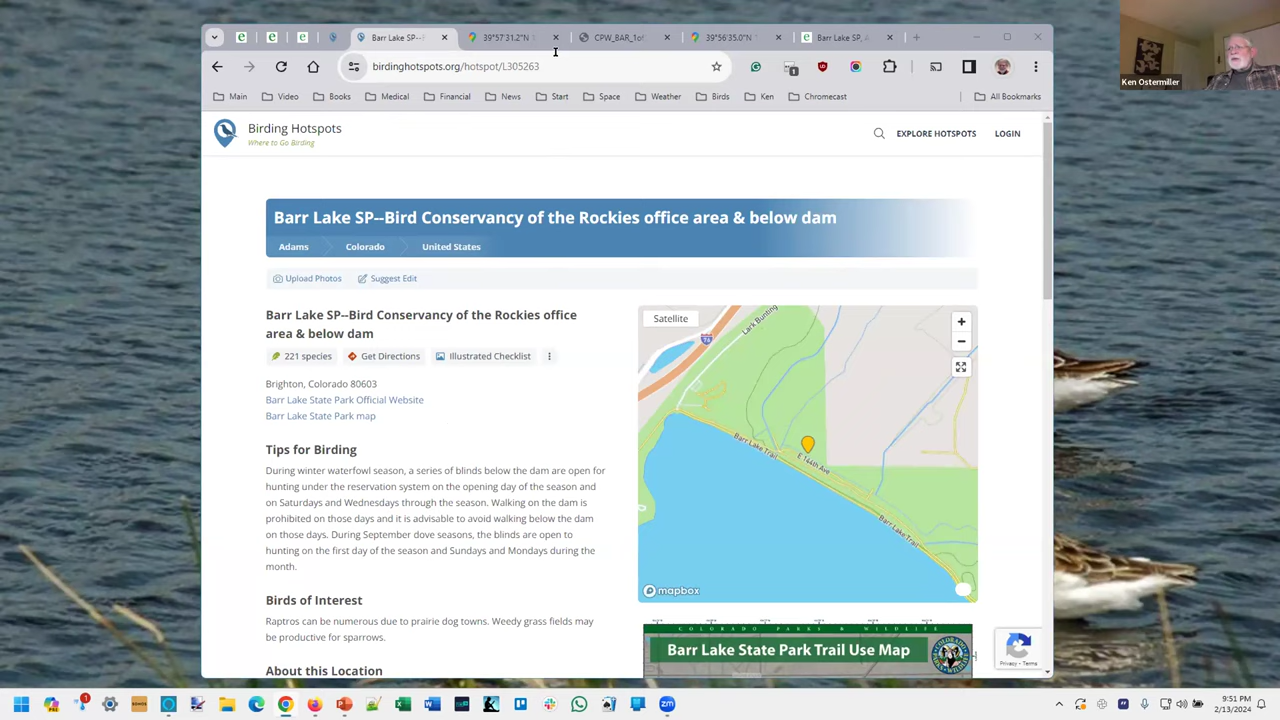 Barr Lake SP--B
39°57'31.2"N
CPW_BAR_1of
39°56'35.0"N
Barr Lake SP,
birdinghotspots.org/hotspot/L305263
Main Video Books Medical Financial News Start Space Weather Birds Ken Chromecast All Bookmarks
Birding Hotspots
Where to Go Birding
EXPLORE HOTSPOTS LOGIN
Barr Lake SP--Bird Conservancy of the Rockies office area & below dam
Adams Colorado United States
Upload Photos Suggest Edit
Barr Lake SP--Bird Conservancy of the Rockies office
area & below dam
221 species Get Directions Illustrated Checklist
Brighton, Colorado 80603
Barr Lake State Park Official Website
Barr Lake State Park map
Tips for Birding
During winter waterfowl season, a series of blinds below the dam are open for
hunting under the reservation system on the opening day of the season and
on Saturdays and Wednesdays through the season. Walking on the dam is
prohibited on those days and it is advisable to avoid walking below the dam
on those days. During September dove seasons, the blinds are open to
hunting on the first day of the season and Sundays and Mondays during the
month.
Birds of Interest
Raptros can be numerous due to prairie dog towns. Weedy grass fields may
be productive for sparrows.
About this Location
Satellite
Lark Bunting
76
Barr Lake Trail
E 144th Ave
Barr Lake Trail
mapbox
COLORADO PARKS & WILDLIFE
Barr Lake State Park Trail Use Map
Privacy - Terms
Ken Ostermiller
9:51 PM
2/13/2024